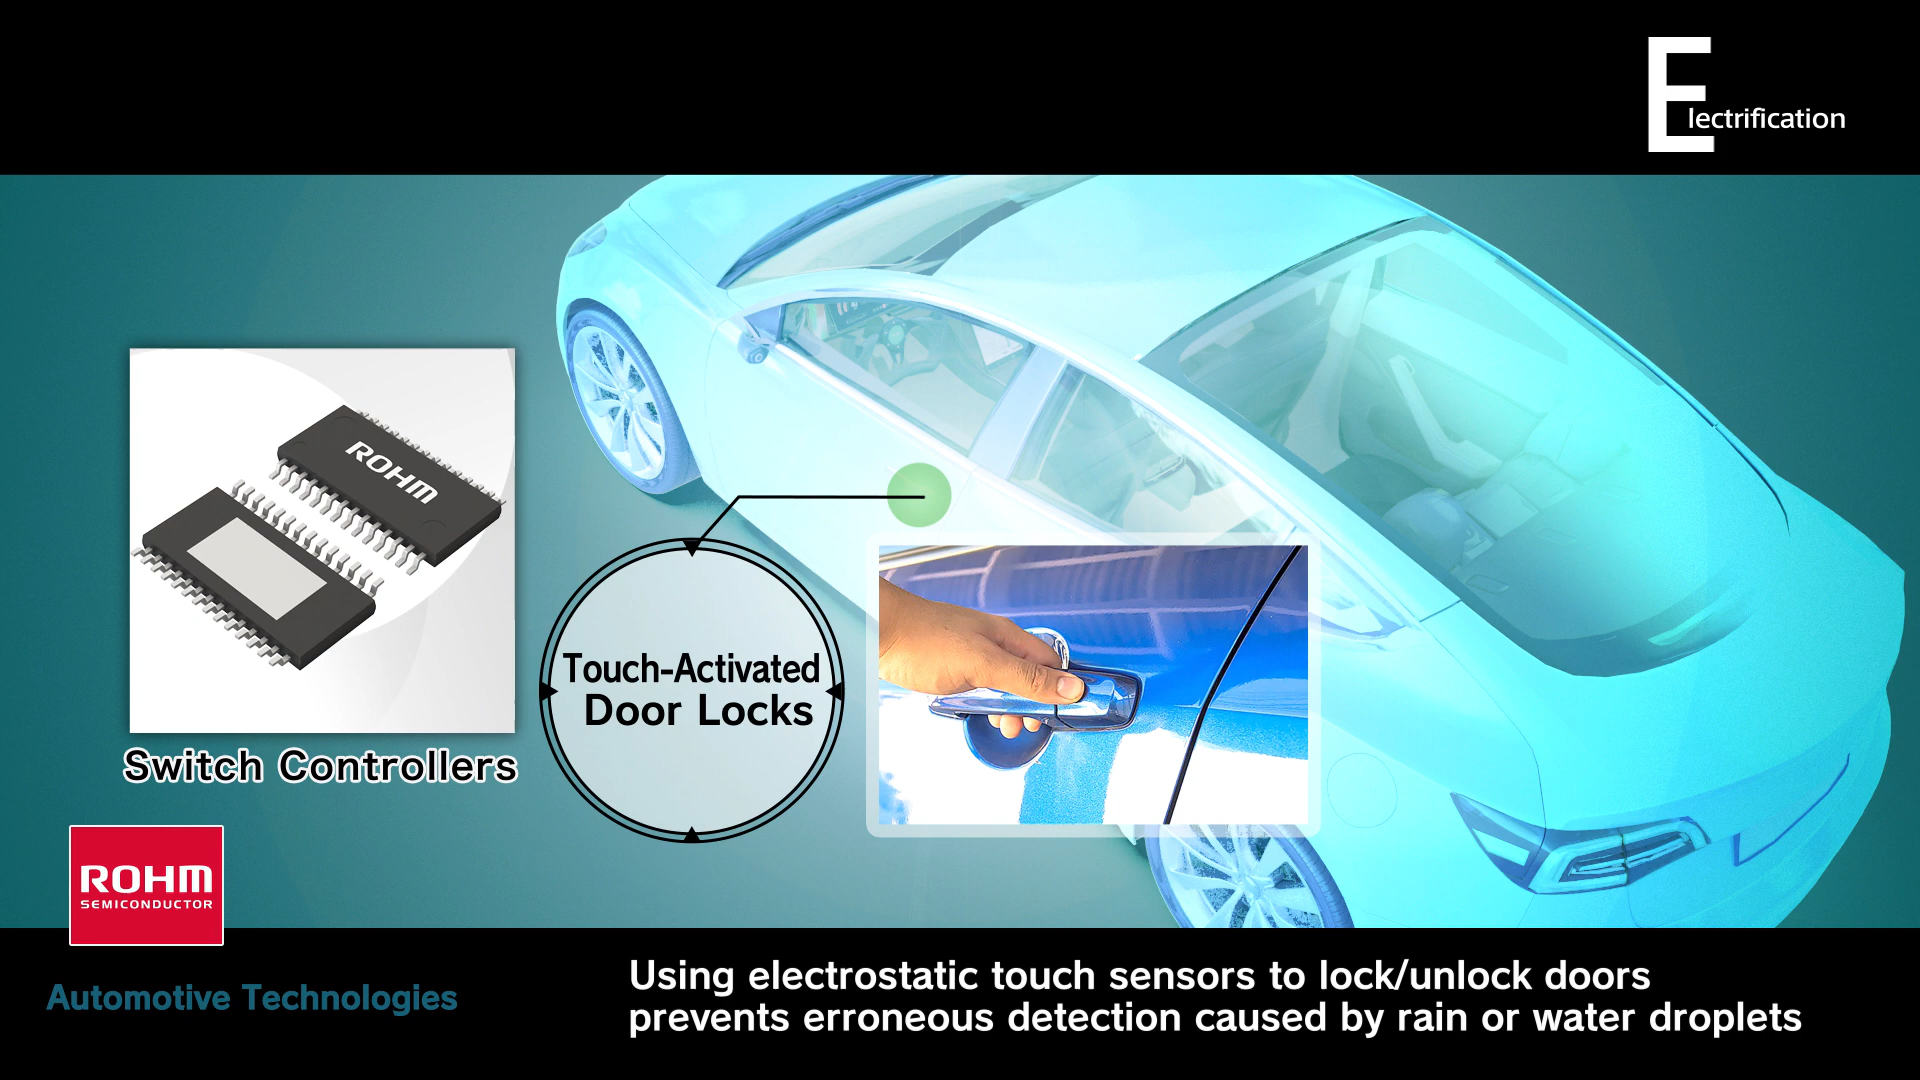 Electrification
ROHM
Touch-Activated
Door Locks
Switch Controllers
ROHM
SEMICONDUCTOR
Automotive Technologies
Using electrostatic touch sensors to lock/unlock doors
prevents erroneous detection caused by rain or water droplets